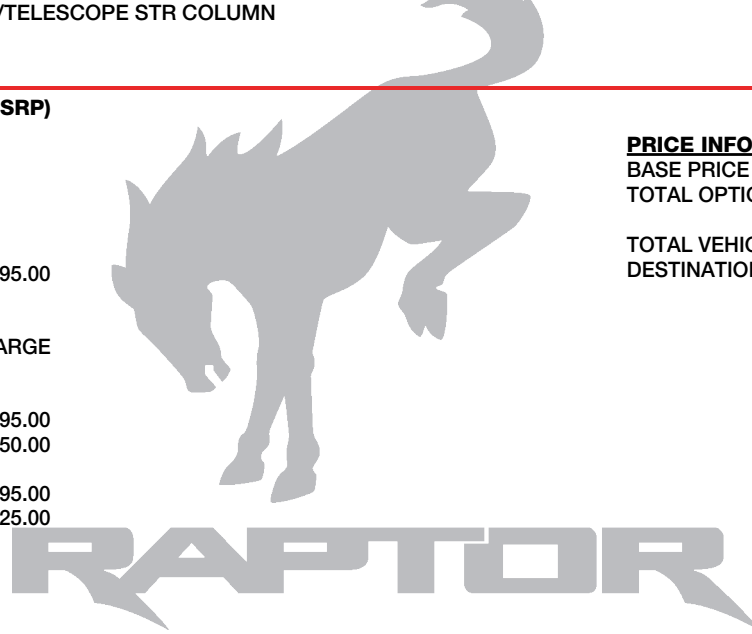 /TELESCOPE STR COLUMN
SRP)
95.00
ARGE
95.00
50.00
95.00
25.00
PRICE INFO
BASE PRICE
TOTAL OPTIO
TOTAL VEHIC
DESTINATION
RAPTOR